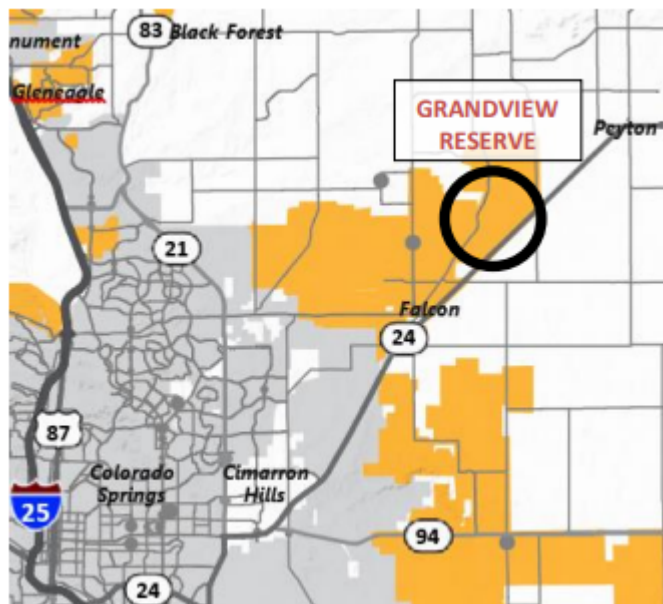 83
Black Forest
nument
Gleneagle
GRANDVIEW
RESERVE
Peyton
21
Falcon
24
87
Colorado
Springs
Cimarron
Hills
25
94
24